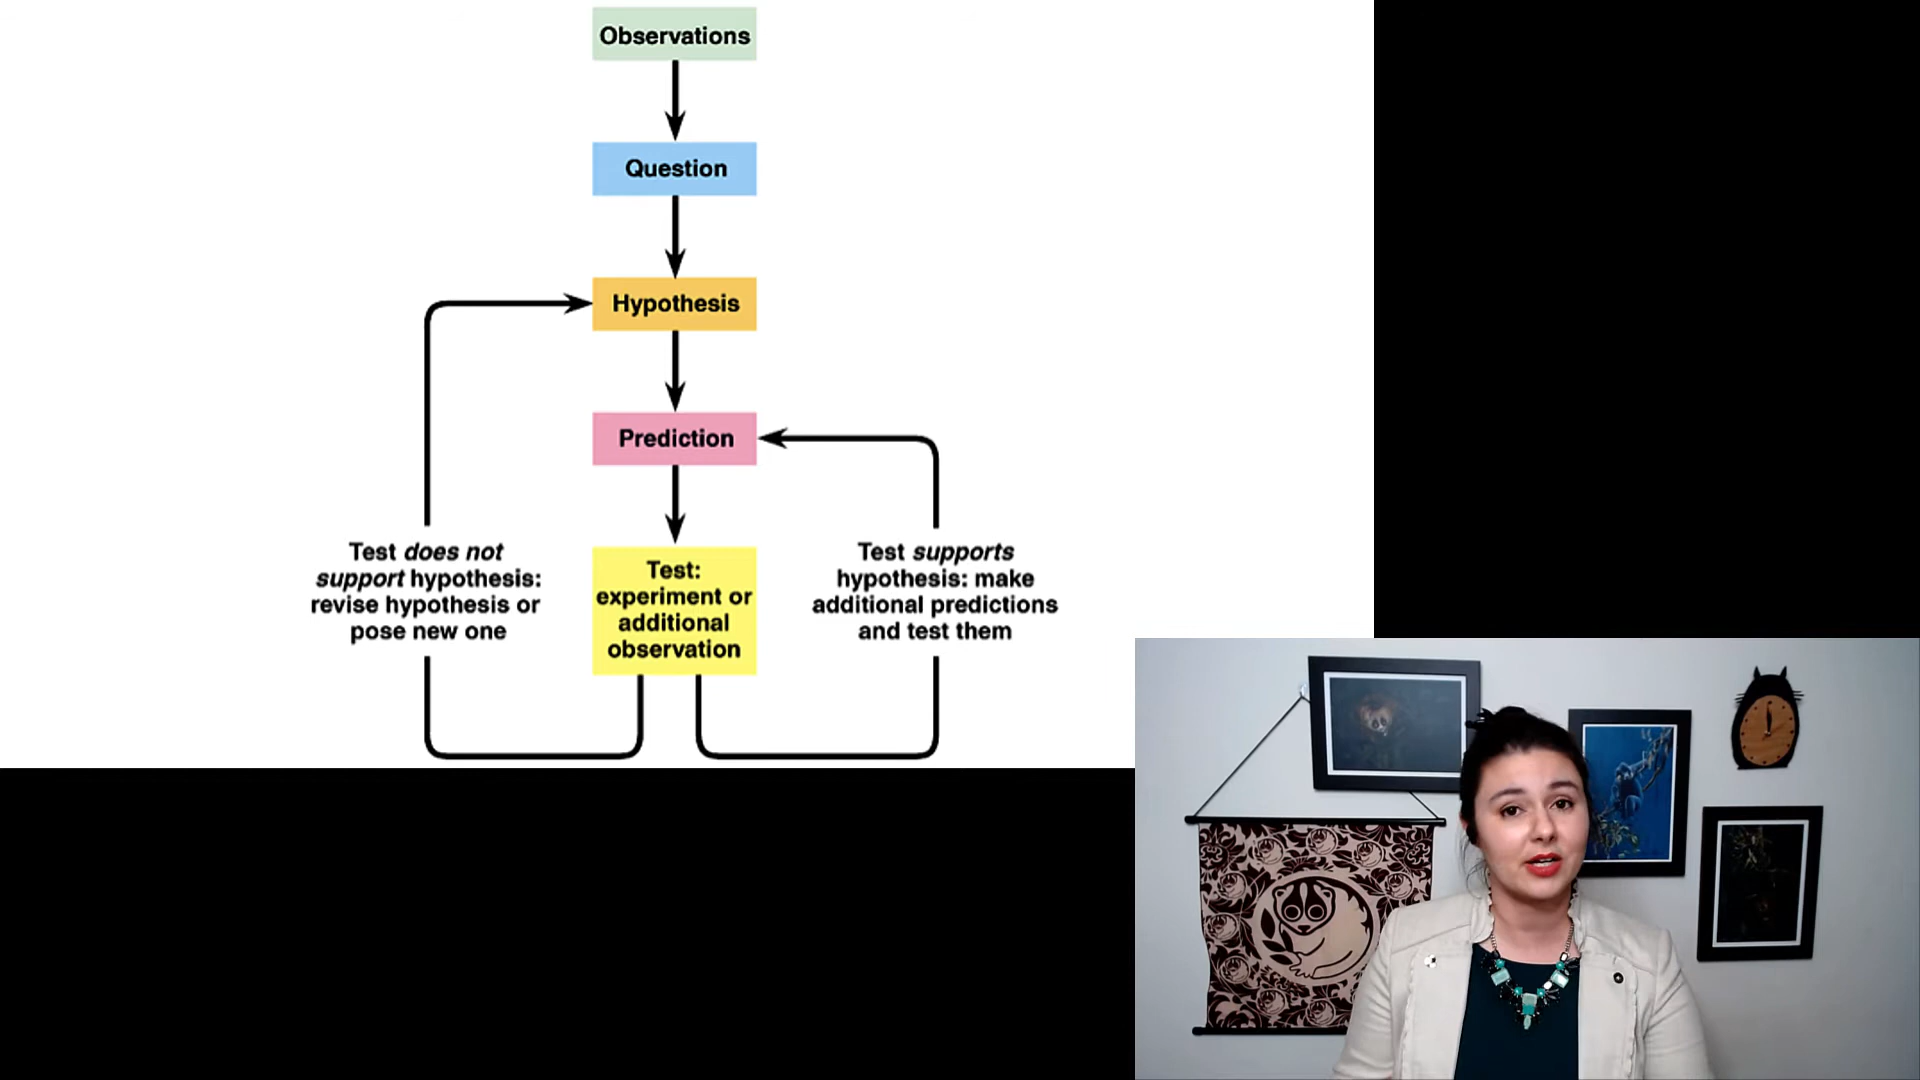 Observations
Question
Hypothesis
Prediction
Test does not
support hypothesis:
revise hypothesis or
pose new one
Test:
experiment or
additional
observation
Test supports
hypothesis: make
additional predictions
and test them